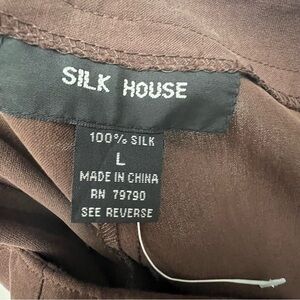 SILK HOUSE
100% SILK
L
MADE IN CHINA
RN 79790
SEE REVERSE